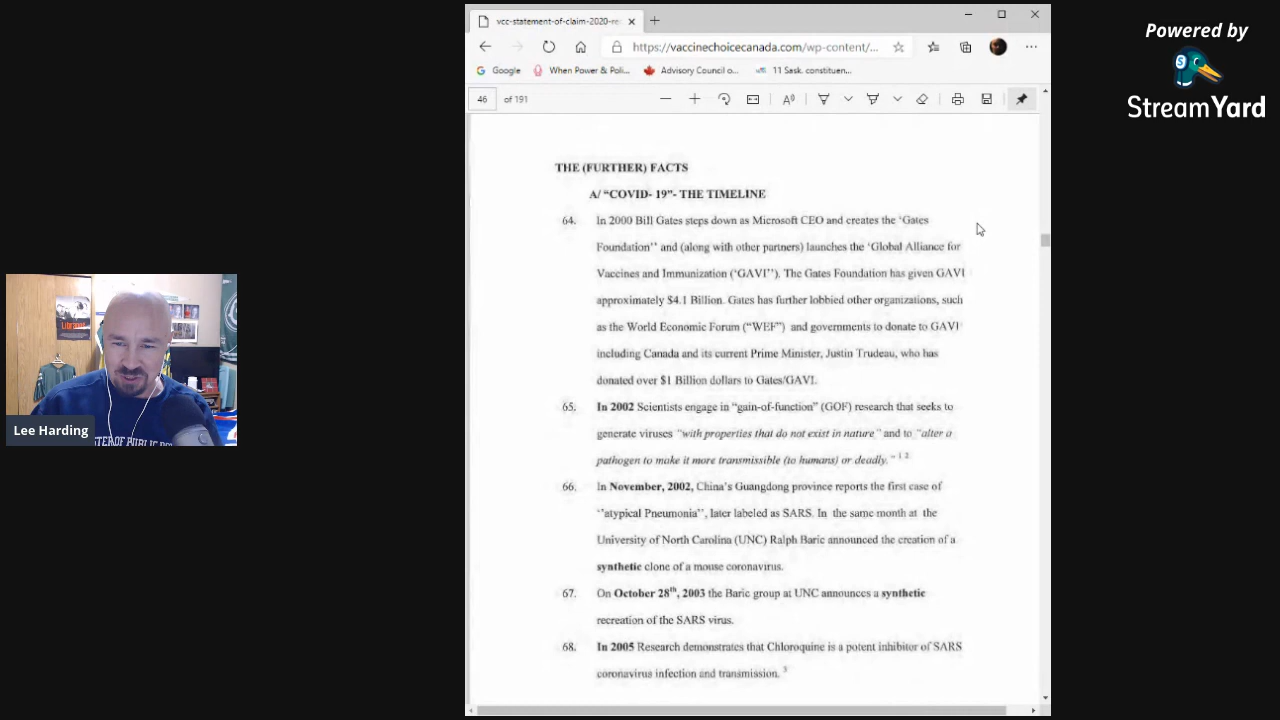 vcc-statement-of-claim-2020-re
https://vaccinechoicecanada.com/wp-content/...
Google
When Power & Poli...
Advisory Council o...
11 Sask. constituen...
46 of 191
THE (FURTHER) FACTS
A/ “COVID- 19”- THE TIMELINE
64. In 2000 Bill Gates steps down as Microsoft CEO and creates the ‘Gates
Foundation’’ and (along with other partners) launches the ‘Global Alliance for
Vaccines and Immunization (‘GAVI’’). The Gates Foundation has given GAVI
approximately $4.1 Billion. Gates has further lobbied other organizations, such
as the World Economic Forum (“WEF”) and governments to donate to GAVI
including Canada and its current Prime Minister, Justin Trudeau, who has
donated over $1 Billion dollars to Gates/GAVI.
65. In 2002 Scientists engage in “gain-of-function” (GOF) research that seeks to
generate viruses “with properties that do not exist in nature” and to “alter a
pathogen to make it more transmissible (to humans) or deadly.” 1 2
66. In November, 2002, China’s Guangdong province reports the first case of
‘’atypical Pneumonia’’, later labeled as SARS. In the same month at the
University of North Carolina (UNC) Ralph Baric announced the creation of a
synthetic clone of a mouse coronavirus.
67. On October 28th, 2003 the Baric group at UNC announces a synthetic
recreation of the SARS virus.
68. In 2005 Research demonstrates that Chloroquine is a potent inhibitor of SARS
coronavirus infection and transmission. 3
Lee Harding
Powered by
StreamYard